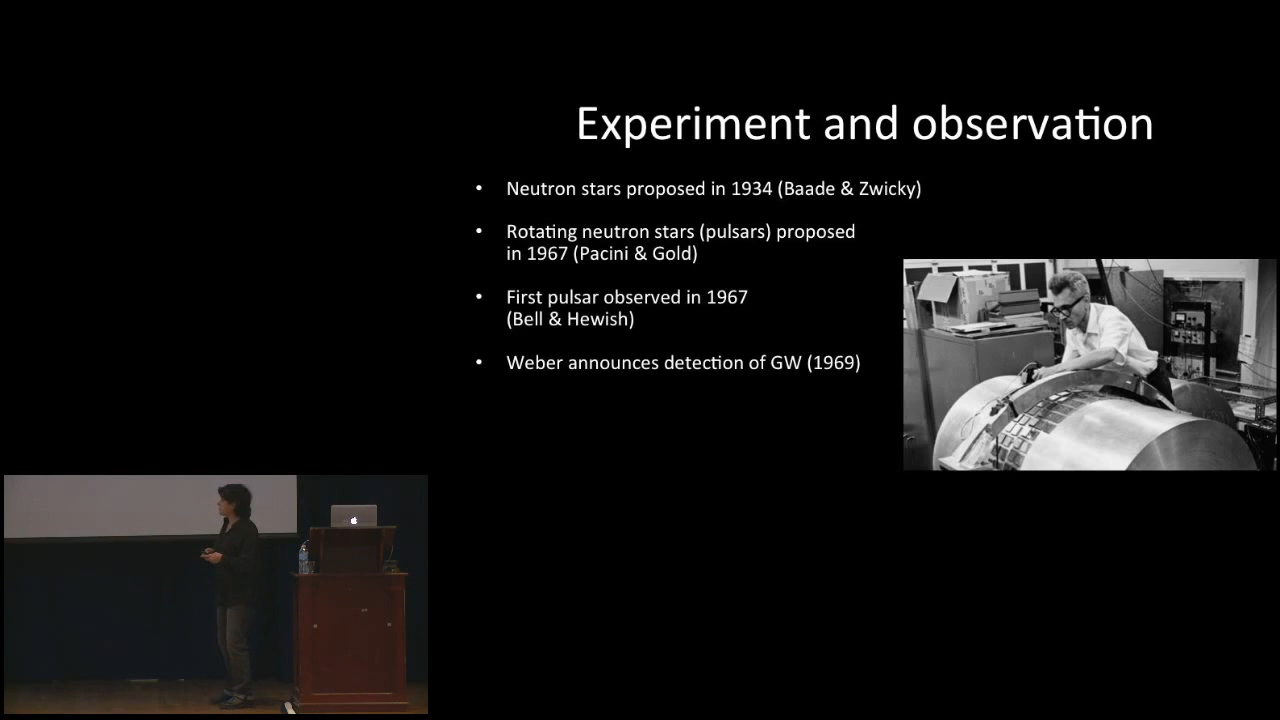 Experiment and observation
• Neutron stars proposed in 1934 (Baade & Zwicky)
• Rotating neutron stars (pulsars) proposed
in 1967 (Pacini & Gold)
• First pulsar observed in 1967
(Bell & Hewish)
• Weber announces detection of GW (1969)